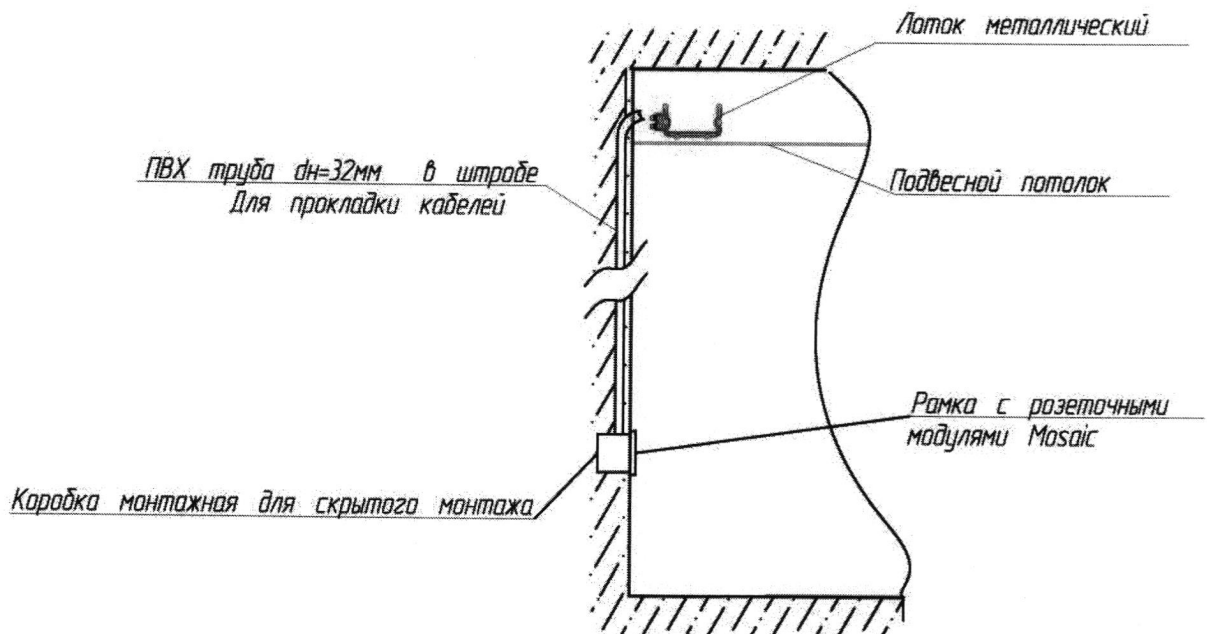 Лоток металлический
ПВХ труба dн=32мм в штробе
Для прокладки кабелей
Подвесной потолок
Рамка с розеточными
модулями Mosaic
Коробка монтажная для скрытого монтажа